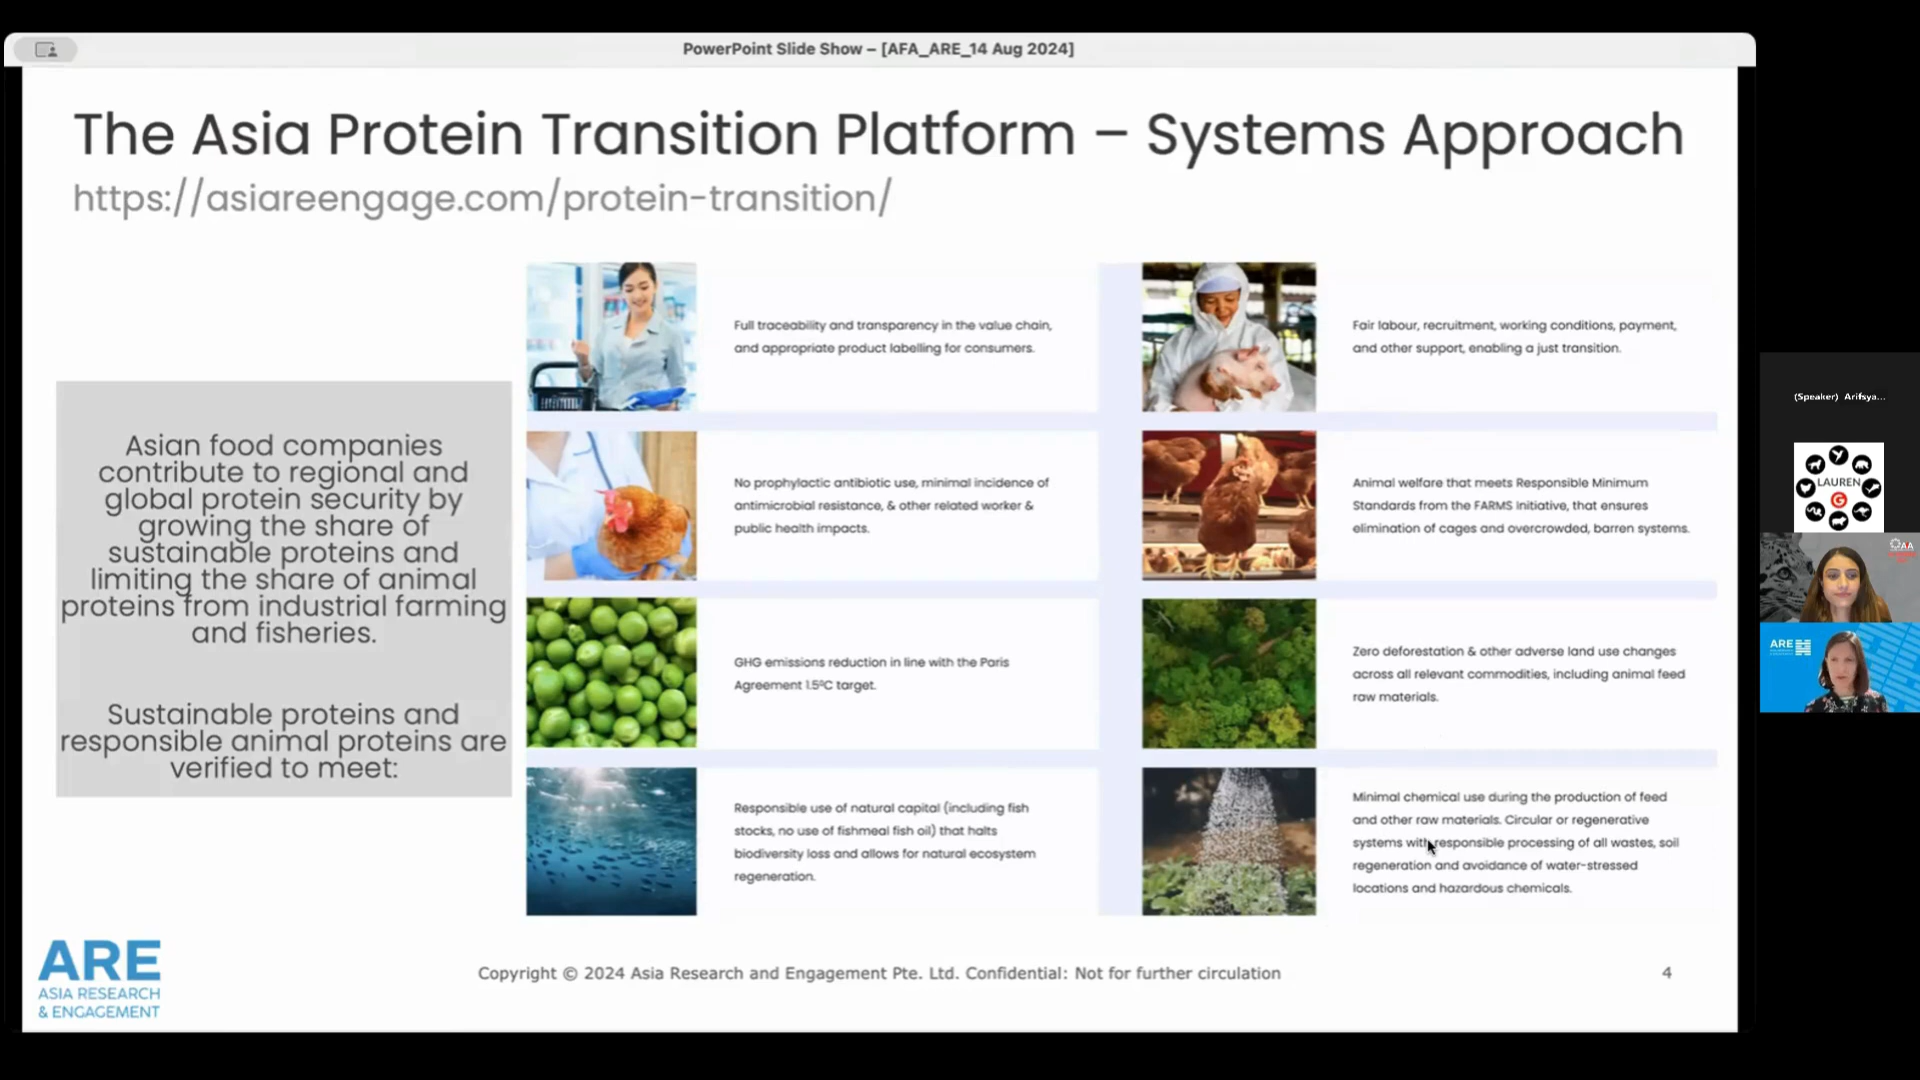 PowerPoint Slide Show – [AFA_ARE_14 Aug 2024]
The Asia Protein Transition Platform – Systems Approach
https://asiareengage.com/protein-transition/
Asian food companies
contribute to regional and
global protein security by
growing the share of
sustainable proteins and
limiting the share of animal
proteins from industrial farming
and fisheries.
Sustainable proteins and
responsible animal proteins are
verified to meet:
Full traceability and transparency in the value chain,
and appropriate product labelling for consumers.
Fair labour, recruitment, working conditions, payment,
and other support, enabling a just transition.
No prophylactic antibiotic use, minimal incidence of
antimicrobial resistance, & other related worker &
public health impacts.
Animal welfare that meets Responsible Minimum
Standards from the FARMS Initiative, that ensures
elimination of cages and overcrowded, barren systems.
GHG emissions reduction in line with the Paris
Agreement 1.5ºC target.
Zero deforestation & other adverse land use changes
across all relevant commodities, including animal feed
raw materials.
Responsible use of natural capital (including fish
stocks, no use of fishmeal fish oil) that halts
biodiversity loss and allows for natural ecosystem
regeneration.
Minimal chemical use during the production of feed
and other raw materials. Circular or regenerative
systems with responsible processing of all wastes, soil
regeneration and avoidance of water-stressed
locations and hazardous chemicals.
ARE
ASIA RESEARCH
& ENGAGEMENT
Copyright © 2024 Asia Research and Engagement Pte. Ltd. Confidential: Not for further circulation
4
(Speaker) Arifsya...
LAUREN
G
AA
ARE